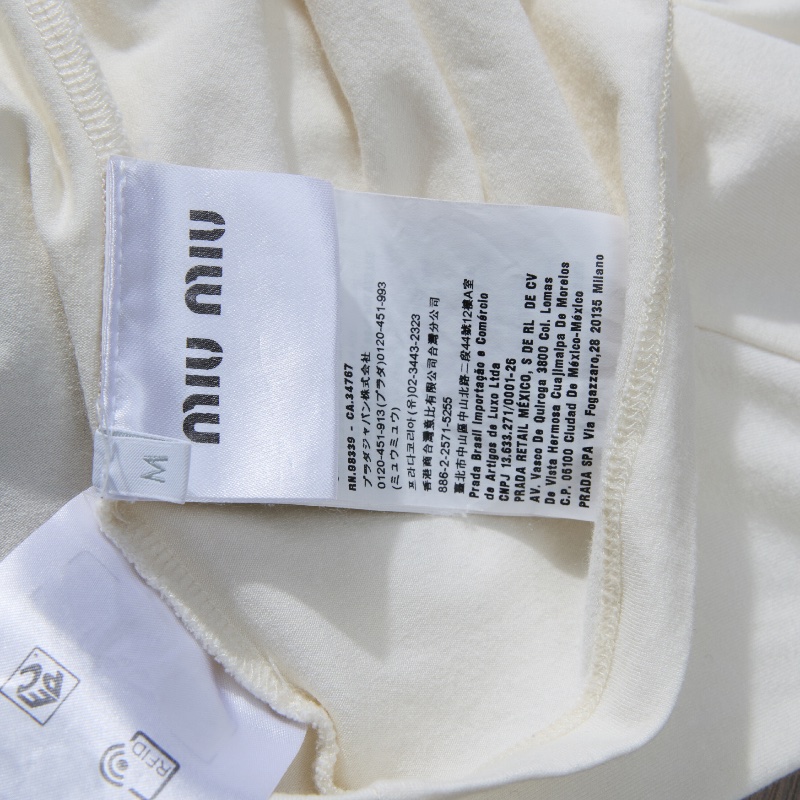 MIU MIU
M
RN.98339 - CA.34767
プラダジャパン株式会社
0120-451-913(プラダ)0120-451-993
(ミュウミュウ)
프라다코리아(유)02-3443-2323
香港商台灣意比有限公司台灣分公司
886-2-2571-5255
臺北市中山區中山北路二段44號12樓A室
Prada Brasil Importação e Comércio
de Artigos de Luxo Ltda
CNPJ 13.633.271/0001-26
PRADA RETAIL MÉXICO, S DE RL DE CV
AV. Vasco De Quiroga 3800 Col. Lomas
De Vista Hermosa Cuajimalpa De Morelos
C.P. 05100 Ciudad De México-México
PRADA SPA Via Fogazzaro,28 20135 Milano
EPC
RFID